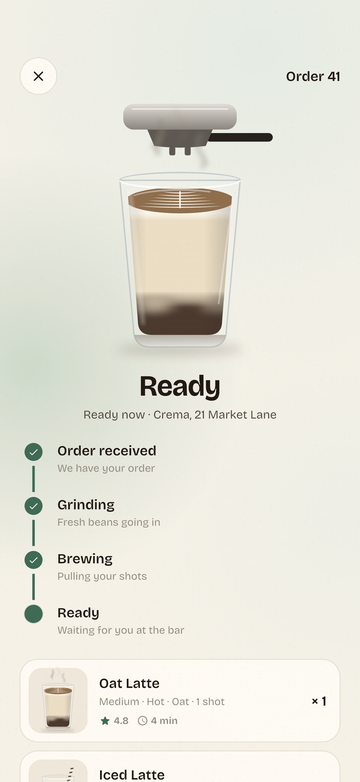 Order 41
Ready
Ready now · Crema, 21 Market Lane
Order received
We have your order
Grinding
Fresh beans going in
Brewing
Pulling your shots
Ready
Waiting for you at the bar
Oat Latte
Medium · Hot · Oat · 1 shot
× 1
4.8 4 min
Iced Latte